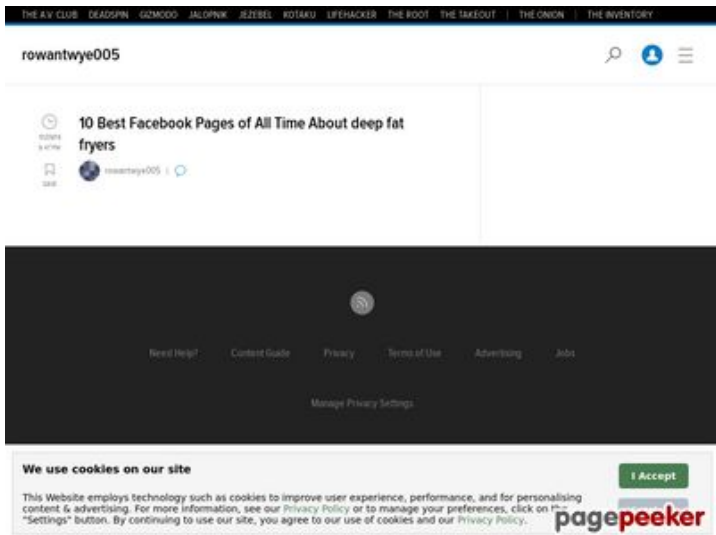 THE A.V. CLUB DEADSPIN GIZMODO JALOPNIK JEZEBEL KOTAKU LIFEHACKER THE ROOT THE TAKEOUT | THE ONION | THE INVENTORY
rowantwye005
10 Best Facebook Pages of All Time About deep fat
fryers
rowantwye005 |
SAVE
Need Help? Content Guide Privacy Terms of Use Advertising Jobs
Manage Privacy Settings
We use cookies on our site
I Accept
This Website employs technology such as cookies to improve user experience, performance, and for personalising
content & advertising. For more information, see our Privacy Policy or to manage your preferences, click on the
"Settings" button. By continuing to use our site, you agree to our use of cookies and our Privacy Policy.
pagepeeker